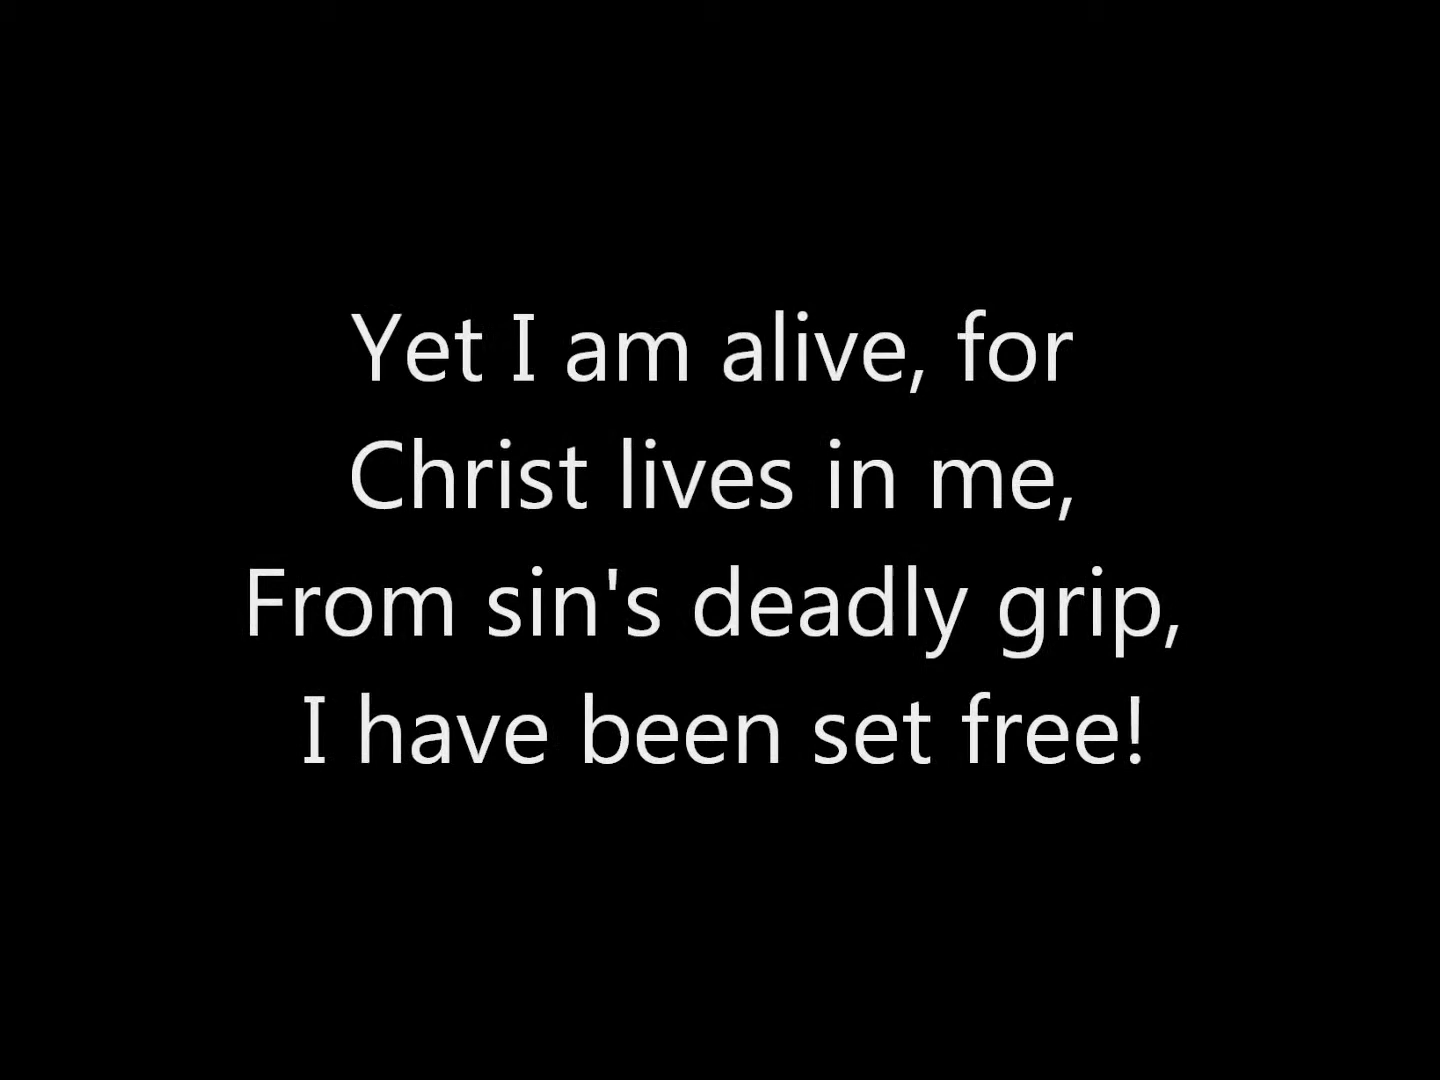 Yet I am alive, for
Christ lives in me,
From sin's deadly grip,
I have been set free!